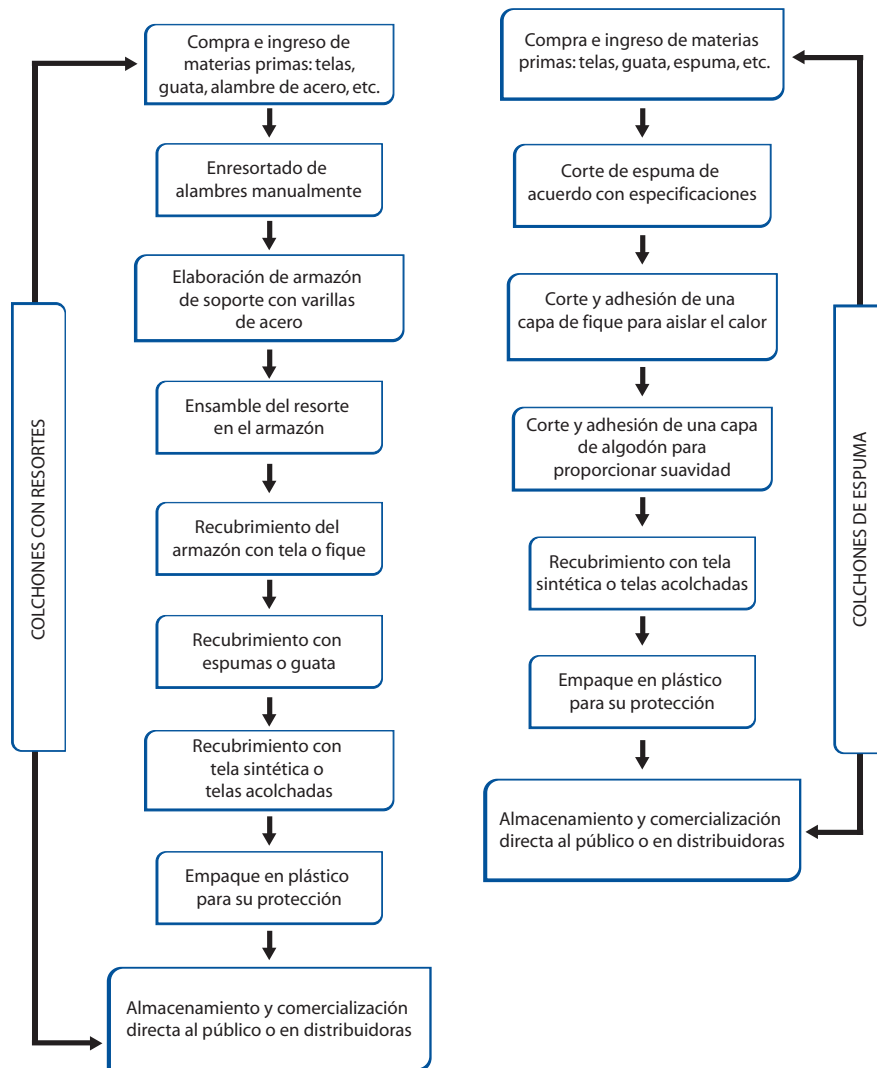 COLCHONES CON RESORTES
Compra e ingreso de
materias primas: telas,
guata, alambre de acero, etc.
Enresortado de
alambres manualmente
Elaboración de armazón
de soporte con varillas
de acero
Ensamble del resorte
en el armazón
Recubrimiento del
armazón con tela o fique
Recubrimiento con
espumas o guata
Recubrimiento con
tela sintética o
telas acolchadas
Empaque en plástico
para su protección
Almacenamiento y comercialización
directa al público o en distribuidoras
Compra e ingreso de materias
primas: telas, guata, espuma, etc.
Corte de espuma de
acuerdo con especificaciones
Corte y adhesión de una
capa de fique para aislar el calor
Corte y adhesión de una capa
de algodón para
proporcionar suavidad
Recubrimiento con tela
sintética o telas acolchadas
Empaque en plástico
para su protección
Almacenamiento y comercialización
directa al público o en distribuidoras
COLCHONES DE ESPUMA